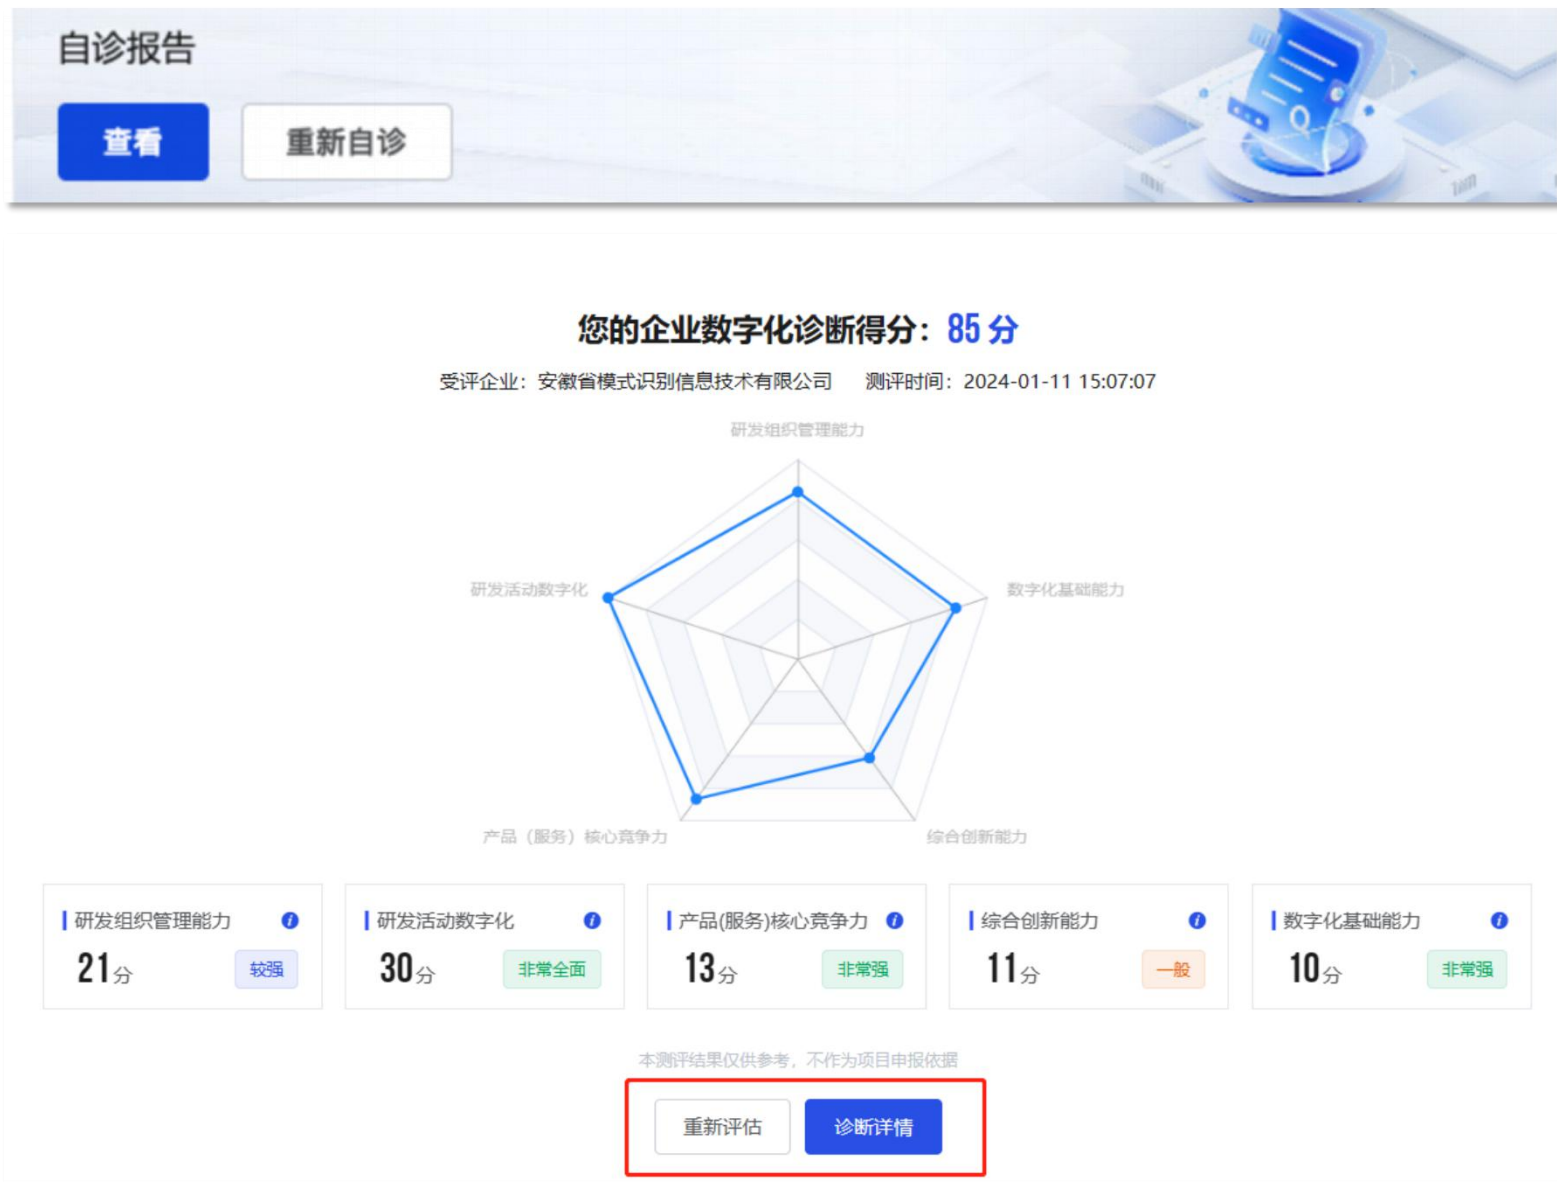 自诊报告
查看 重新自诊
您的企业数字化诊断得分：85 分
受评企业：安徽省模式识别信息技术有限公司 测评时间：2024-01-11 15:07:07
研发组织管理能力
研发活动数字化 数字化基础能力
产品（服务）核心竞争力 综合创新能力
研发组织管理能力 研发活动数字化 产品(服务)核心竞争力 综合创新能力 数字化基础能力
21分 较强 30分 非常全面 13分 非常强 11分 一般 10分 非常强
本测评结果仅供参考，不作为项目申报依据
重新评估 诊断详情